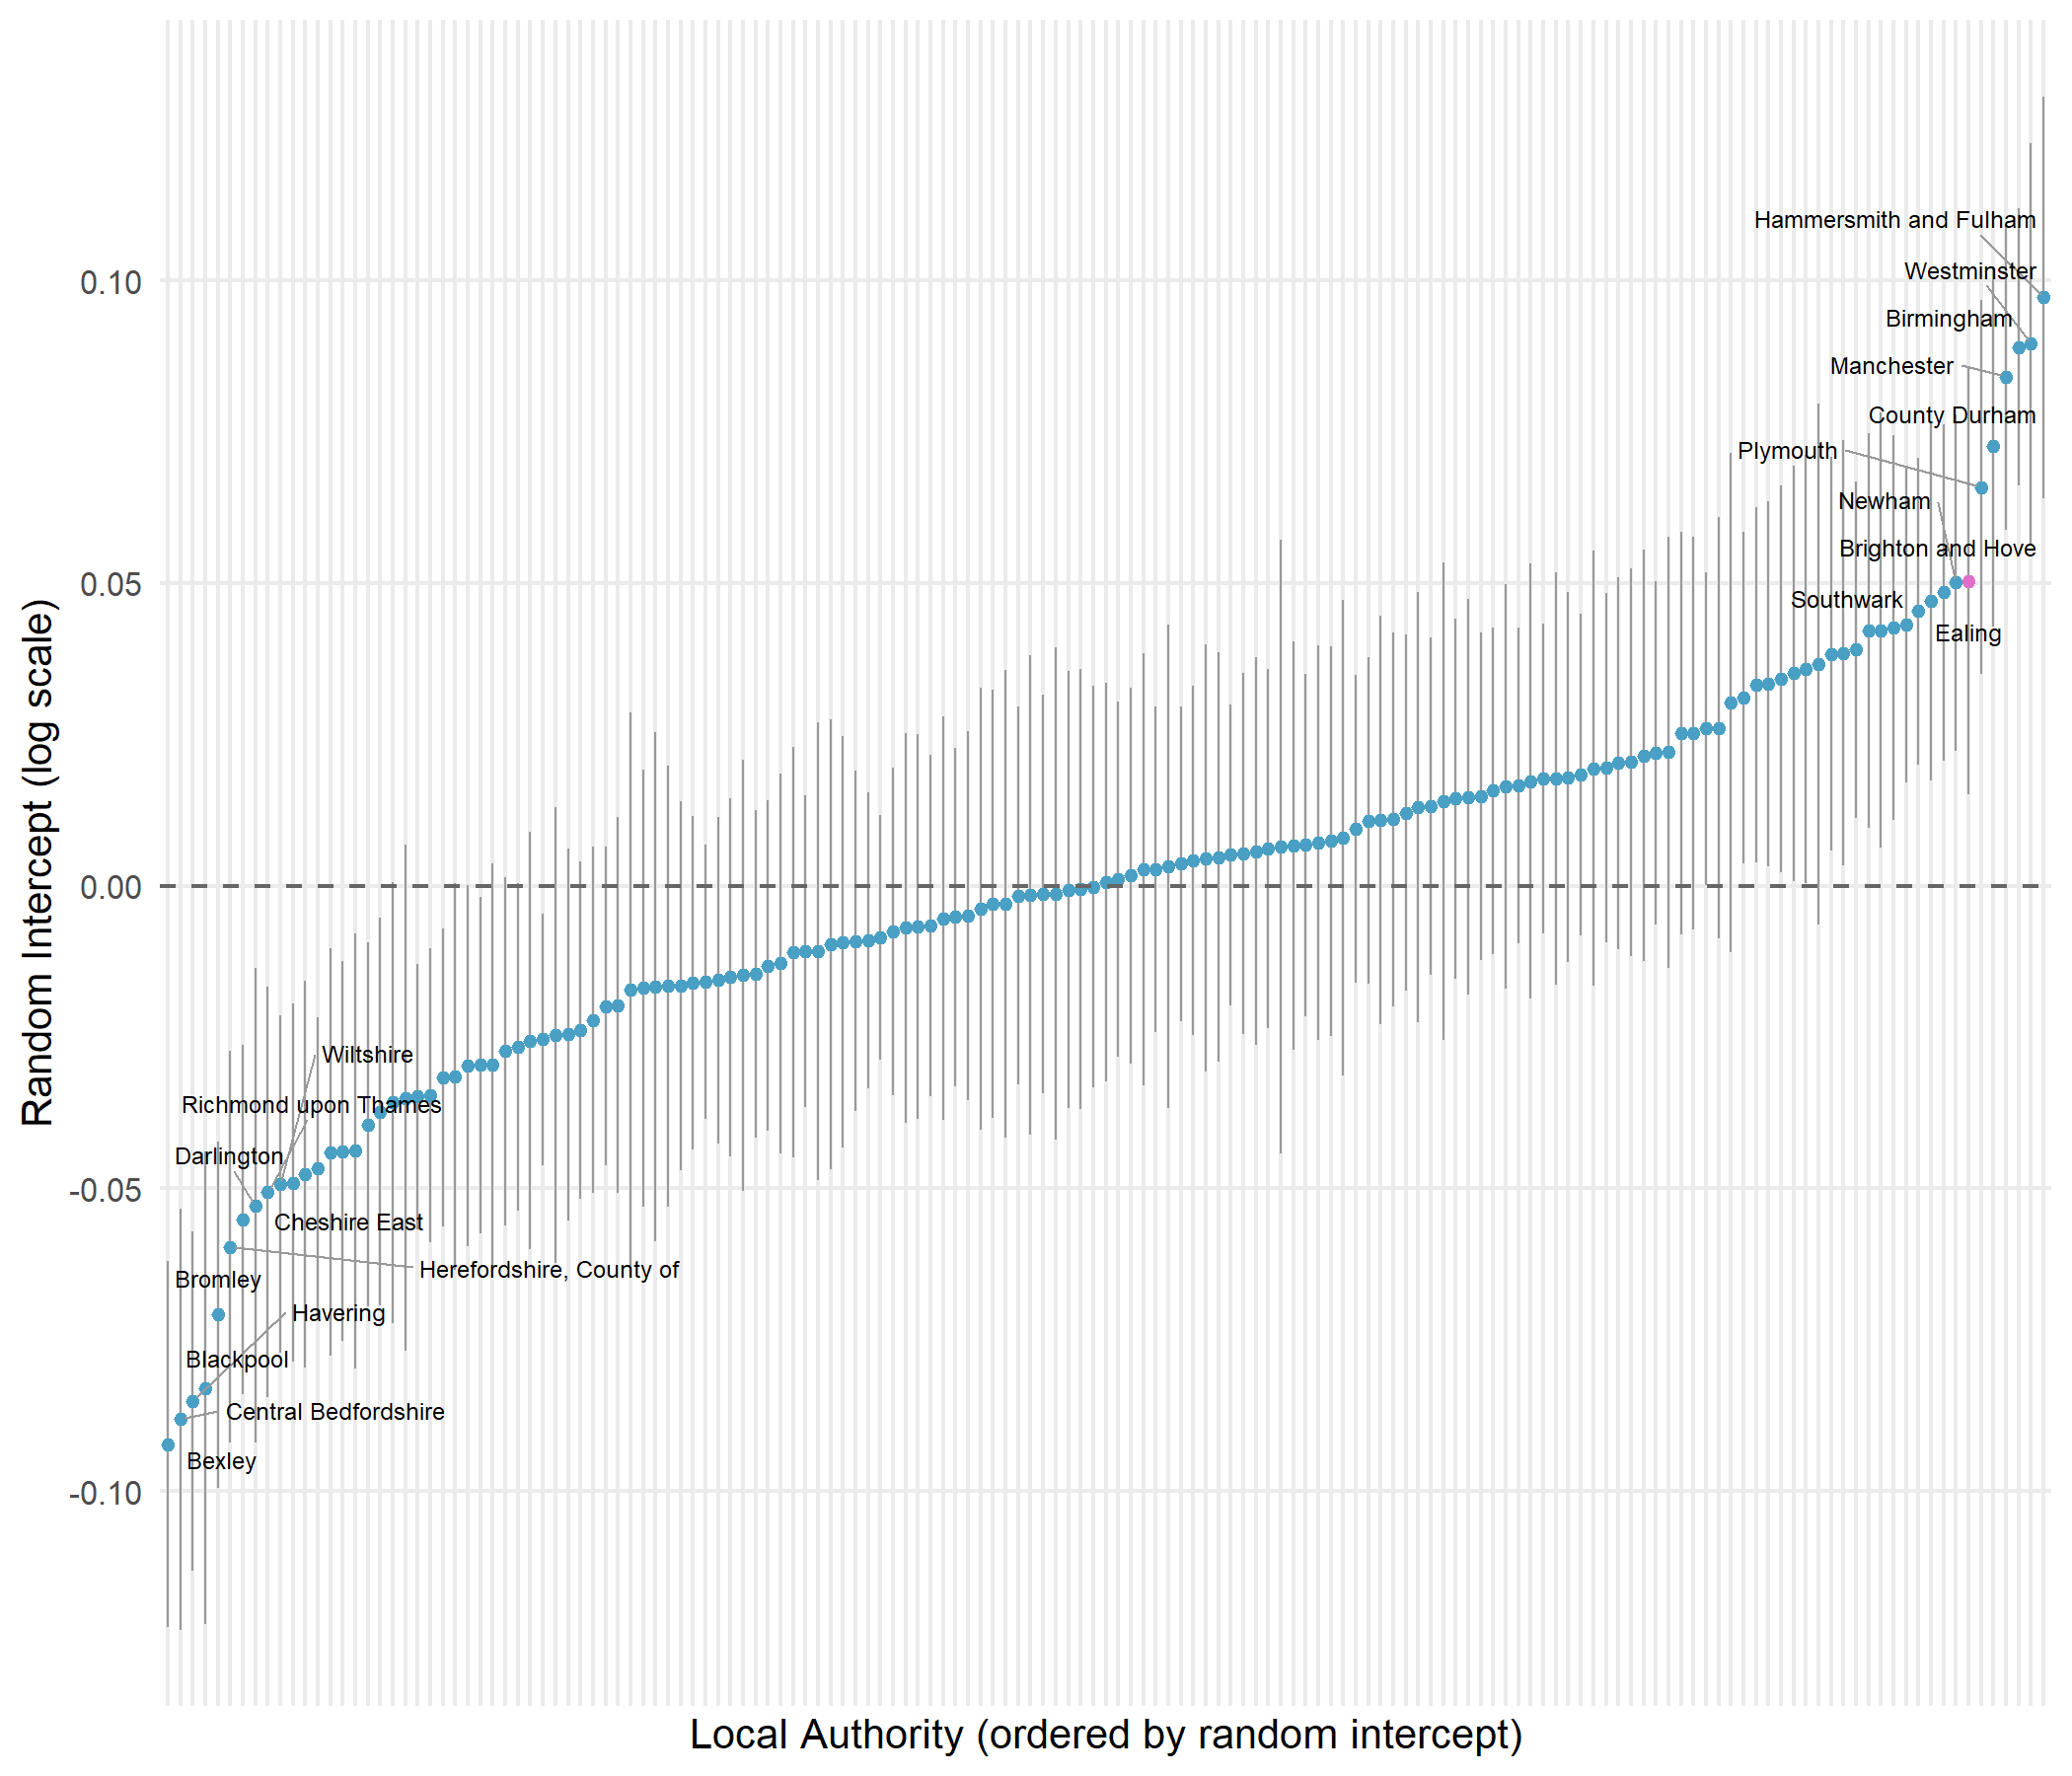 Hammersmith and Fulham
Westminster
0.10
Birmingham
Manchester
County Durham
Plymouth
Newham
Brighton and Hove
0.05
Southwark
Ealing
0.00
Random Intercept (log scale)
Wiltshire
Richmond upon Thames
Darlington
-0.05
Cheshire East
Herefordshire, County of
Bromley
Havering
Blackpool
Central Bedfordshire
Bexley
-0.10
Local Authority (ordered by random intercept)